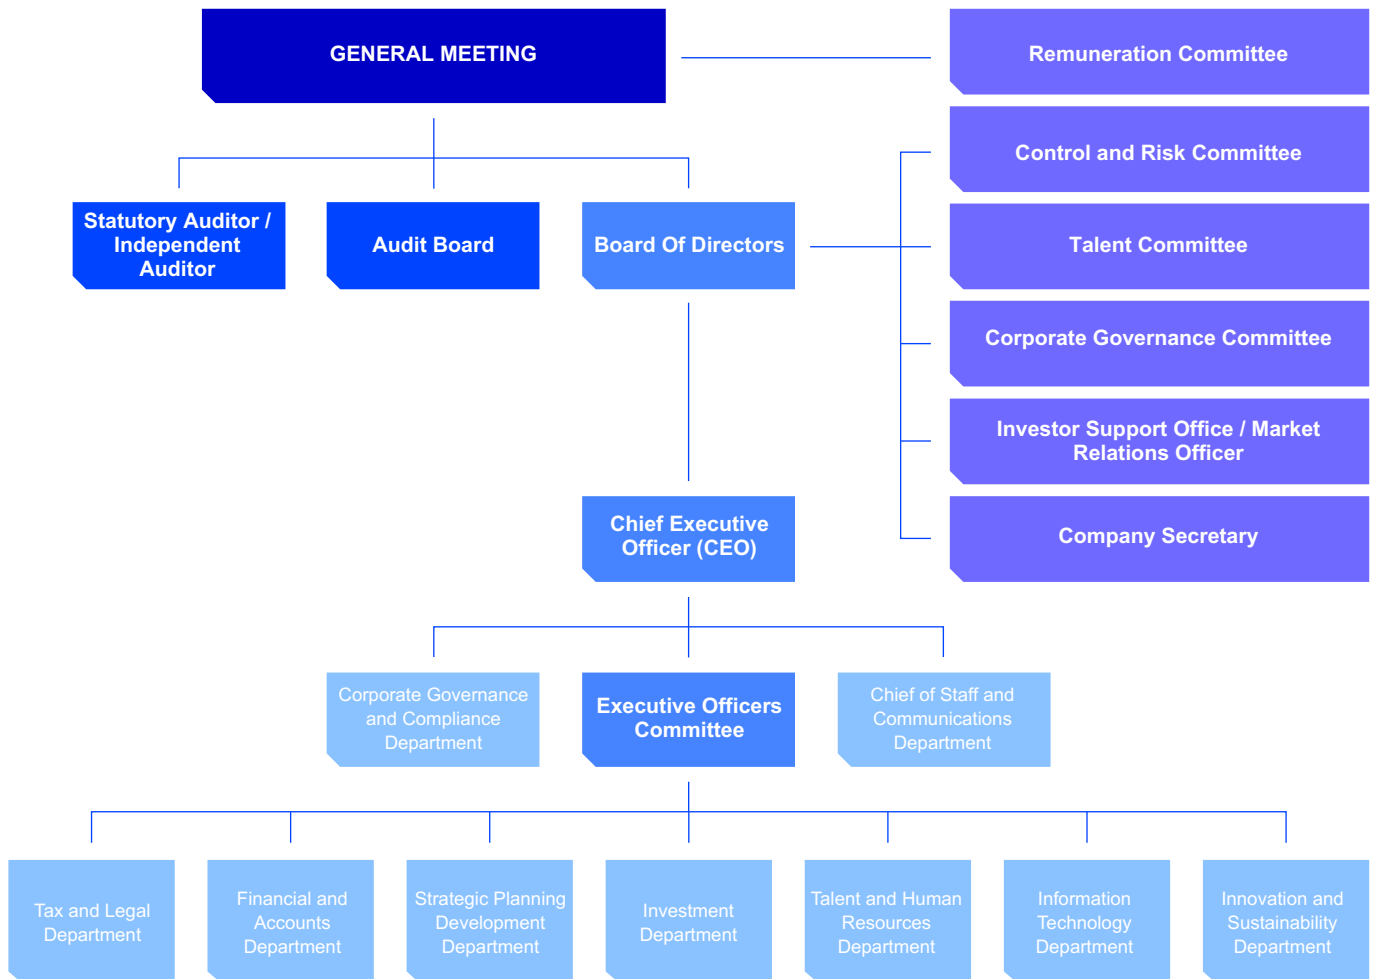 GENERAL MEETING
Remuneration Committee
Control and Risk Committee
Statutory Auditor /
Independent
Auditor
Audit Board
Board Of Directors
Talent Committee
Corporate Governance Committee
Investor Support Office / Market
Relations Officer
Chief Executive
Officer (CEO)
Company Secretary
Corporate Governance
and Compliance
Department
Executive Officers
Committee
Chief of Staff and
Communications
Department
Tax and Legal
Department
Financial and
Accounts
Department
Strategic Planning
Development
Department
Investment
Department
Talent and Human
Resources
Department
Information
Technology
Department
Innovation and
Sustainability
Department